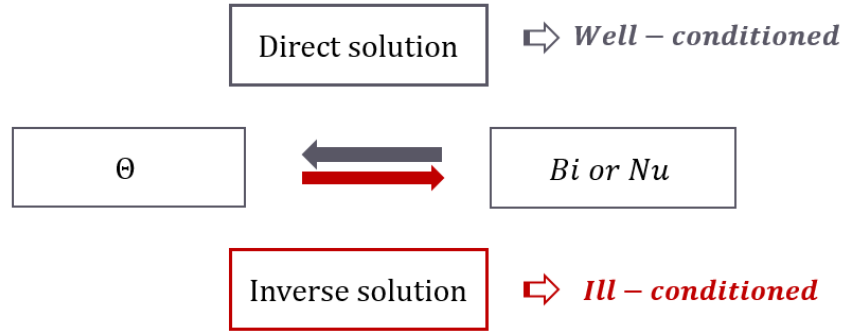 Direct solution
Well − conditioned
Θ
Bi or Nu
Inverse solution
Ill − conditioned